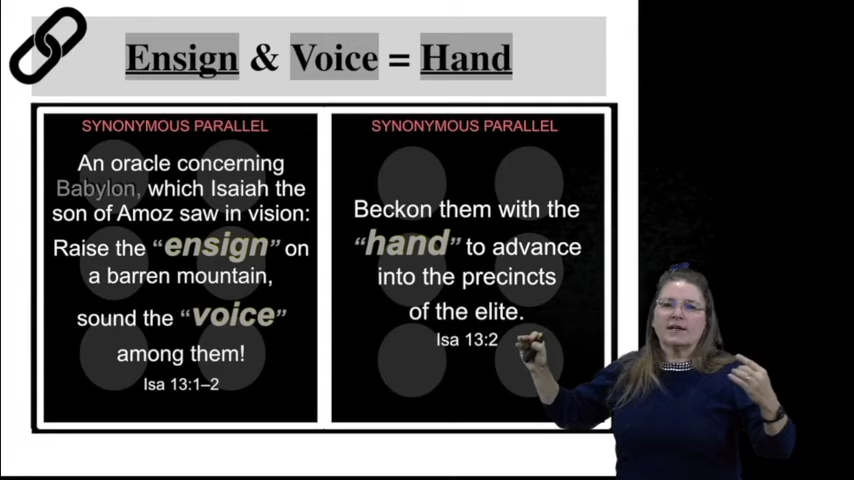 Ensign & Voice = Hand
SYNONYMOUS PARALLEL
An oracle concerning
Babylon, which Isaiah the
son of Amoz saw in vision:
Raise the “ensign” on
a barren mountain,
sound the “voice”
among them!
Isa 13:1–2
SYNONYMOUS PARALLEL
Beckon them with the
“hand” to advance
into the precincts
of the elite.
Isa 13:2